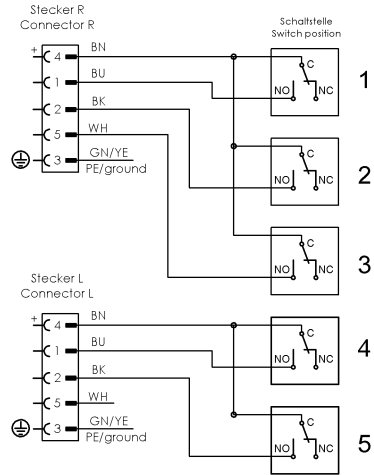 Stecker R
Connector R
Schaltstelle
Switch position
+ 4 BN
C
1 BU
NO NC
1
2 BK
5 WH
C
GN/YE
3
PE/ground
NO NC
2
C
NO NC
3
Stecker L
Connector L
+ 4 BN
C
1 BU
NO NC
4
2 BK
5 WH
C
GN/YE
3
PE/ground
NO NC
5